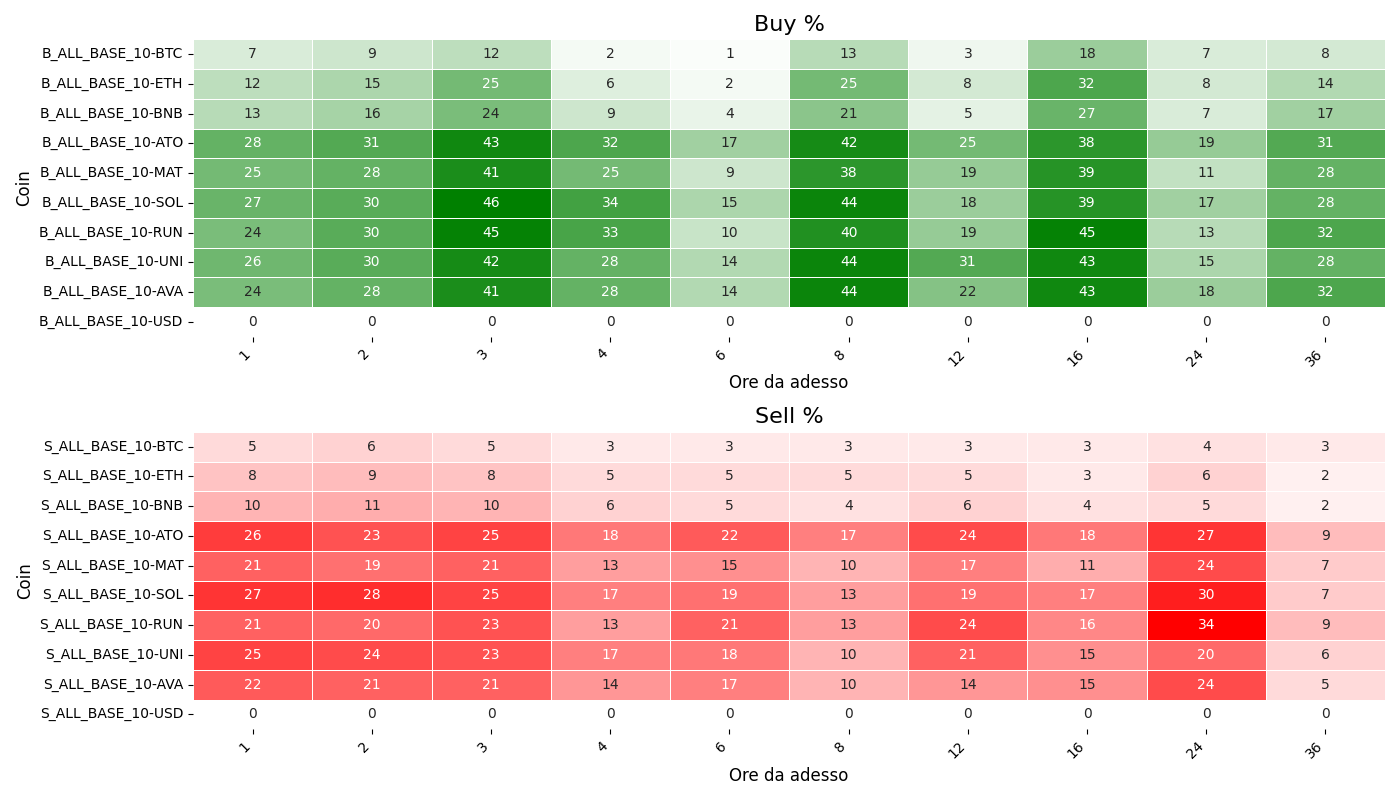 Buy %
Coin
B_ALL_BASE_10-BTC 7 9 12 2 1 13 3 18 7 8
B_ALL_BASE_10-ETH 12 15 25 6 2 25 8 32 8 14
B_ALL_BASE_10-BNB 13 16 24 9 4 21 5 27 7 17
B_ALL_BASE_10-ATO 28 31 43 32 17 42 25 38 19 31
B_ALL_BASE_10-MAT 25 28 41 25 9 38 19 39 11 28
B_ALL_BASE_10-SOL 27 30 46 34 15 44 18 39 17 28
B_ALL_BASE_10-RUN 24 30 45 33 10 40 19 45 13 32
B_ALL_BASE_10-UNI 26 30 42 28 14 44 31 43 15 28
B_ALL_BASE_10-AVA 24 28 41 28 14 44 22 43 18 32
B_ALL_BASE_10-USD 0 0 0 0 0 0 0 0 0 0
1 2 3 4 6 8 12 16 24 36
Ore da adesso
Sell %
Coin
S_ALL_BASE_10-BTC 5 6 5 3 3 3 3 3 4 3
S_ALL_BASE_10-ETH 8 9 8 5 5 5 5 3 6 2
S_ALL_BASE_10-BNB 10 11 10 6 5 4 6 4 5 2
S_ALL_BASE_10-ATO 26 23 25 18 22 17 24 18 27 9
S_ALL_BASE_10-MAT 21 19 21 13 15 10 17 11 24 7
S_ALL_BASE_10-SOL 27 28 25 17 19 13 19 17 30 7
S_ALL_BASE_10-RUN 21 20 23 13 21 13 24 16 34 9
S_ALL_BASE_10-UNI 25 24 23 17 18 10 21 15 20 6
S_ALL_BASE_10-AVA 22 21 21 14 17 10 14 15 24 5
S_ALL_BASE_10-USD 0 0 0 0 0 0 0 0 0 0
1 2 3 4 6 8 12 16 24 36
Ore da adesso